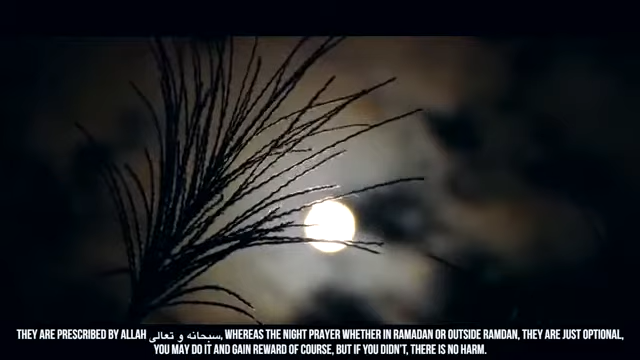 THEY ARE PRESCRIBED BY ALLAH سبحانه و تعالى, WHEREAS THE NIGHT PRAYER WHETHER IN RAMADAN OR OUTSIDE RAMDAN, THEY ARE JUST OPTIONAL,
YOU MAY DO IT AND GAIN REWARD OF COURSE, BUT IF YOU DIDN'T, THERE IS NO HARM.